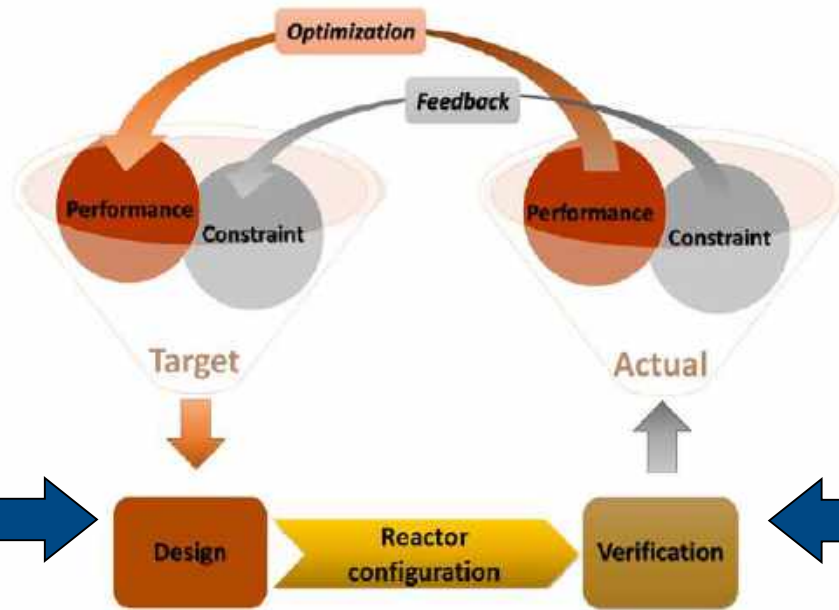 Optimization
Feedback
Performance
Constraint
Performance
Constraint
Target
Actual
Design
Reactor
configuration
Verification